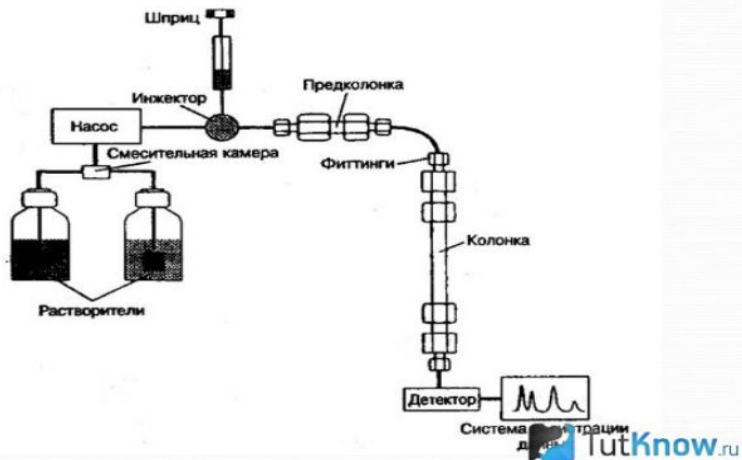 Шприц
Инжектор
Предколонка
Насос
Смесительная камера
Фиттинги
Колонка
Растворители
Детектор
Система
TutKnow.ru